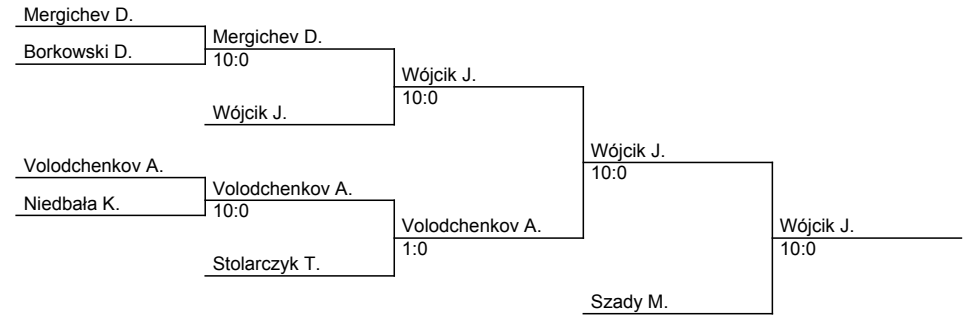 Mergichev D.
Borkowski D.
Mergichev D.
10:0
Wójcik J.
Wójcik J.
10:0
Volodchenkov A.
Niedbała K.
Volodchenkov A.
10:0
Stolarczyk T.
Volodchenkov A.
1:0
Wójcik J.
10:0
Szady M.
Wójcik J.
10:0